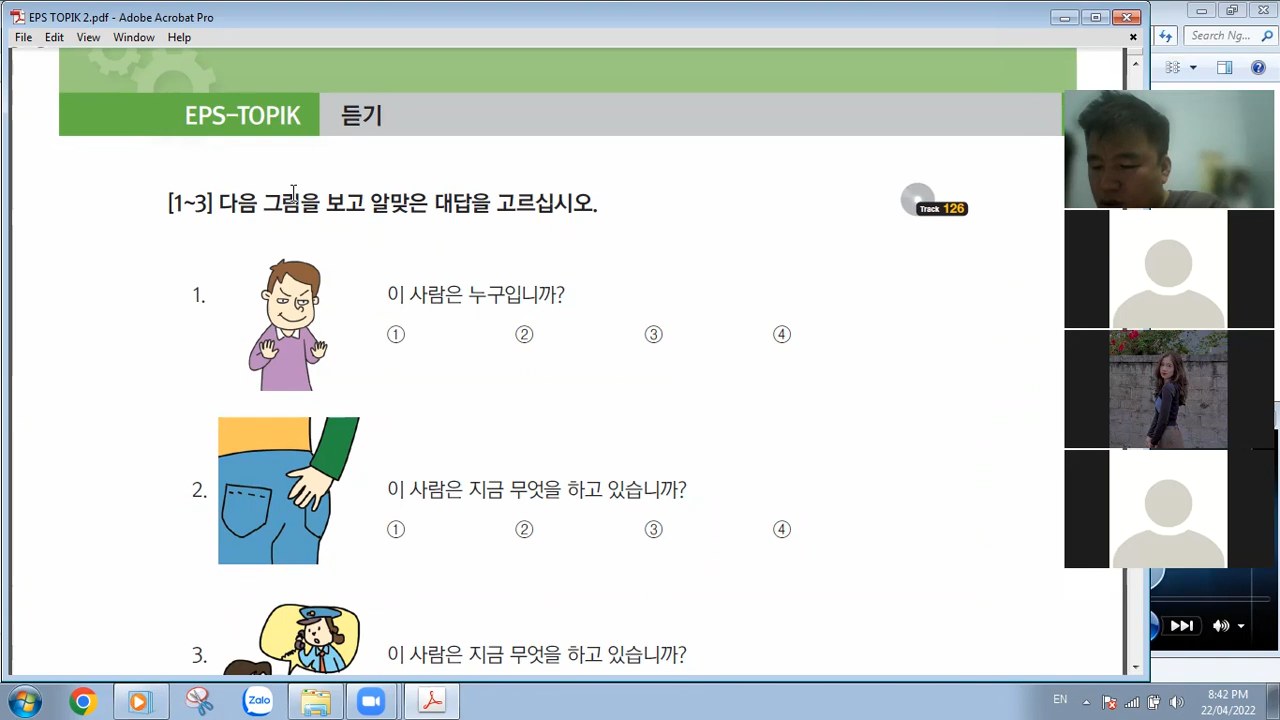 EPS TOPIK 2.pdf - Adobe Acrobat Pro
File Edit View Window Help
Search Ng...
EPS-TOPIK 듣기
[1~3] 다음 그림을 보고 알맞은 대답을 고르십시오.
Track 126
1. 이 사람은 누구입니까?
① ② ③ ④
2. 이 사람은 지금 무엇을 하고 있습니까?
① ② ③ ④
3. 이 사람은 지금 무엇을 하고 있습니까?
Zalo
EN
8:42 PM
22/04/2022